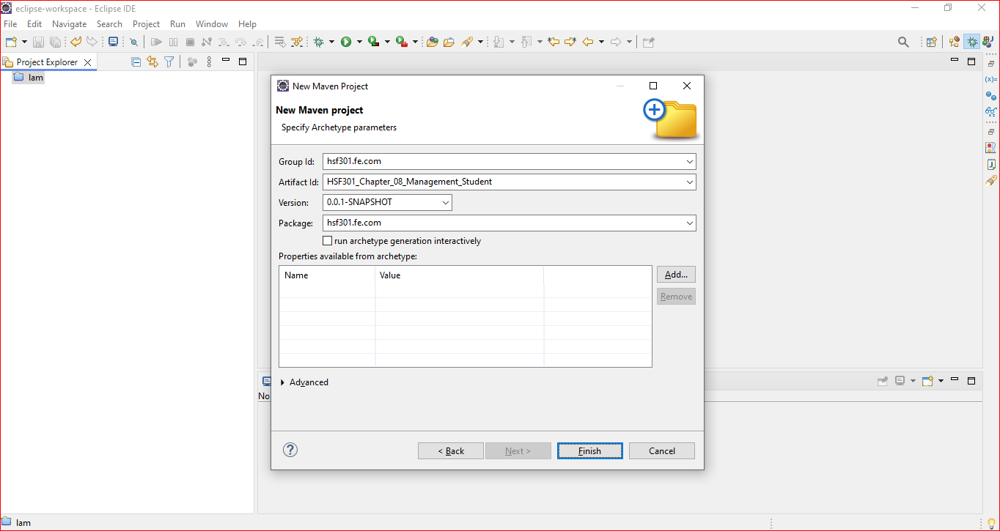 eclipse-workspace - Eclipse IDE
File Edit Navigate Search Project Run Window Help
Project Explorer
lam
New Maven Project
New Maven project
Specify Archetype parameters
Group Id: hsf301.fe.com
Artifact Id: HSF301_Chapter_08_Management_Student
Version: 0.0.1-SNAPSHOT
Package: hsf301.fe.com
run archetype generation interactively
Properties available from archetype:
Name Value
Add...
Remove
Advanced
No
< Back Next > Finish Cancel
lam